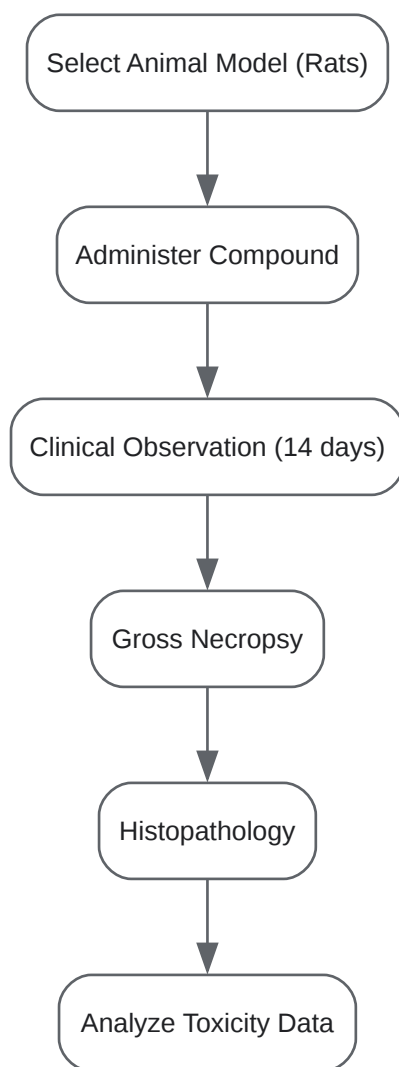 Select Animal Model (Rats)
Administer Compound
Clinical Observation (14 days)
Gross Necropsy
Histopathology
Analyze Toxicity Data